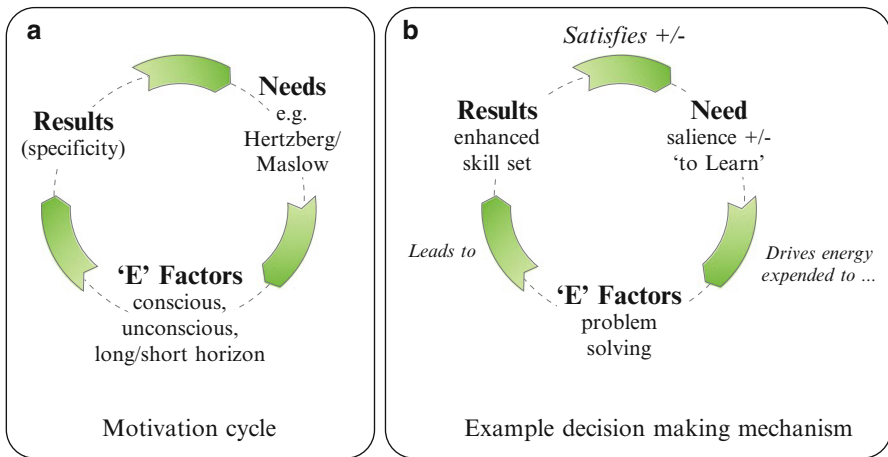 a
Needs
e.g.
Hertzberg/
Maslow
Results
(specificity)
‘E’ Factors
conscious,
unconscious,
long/short horizon
Motivation cycle
b
Satisfies +/-
Results
enhanced
skill set
Need
salience +/-
‘to Learn’
Leads to
Drives energy
expended to ...
‘E’ Factors
problem
solving
Example decision making mechanism